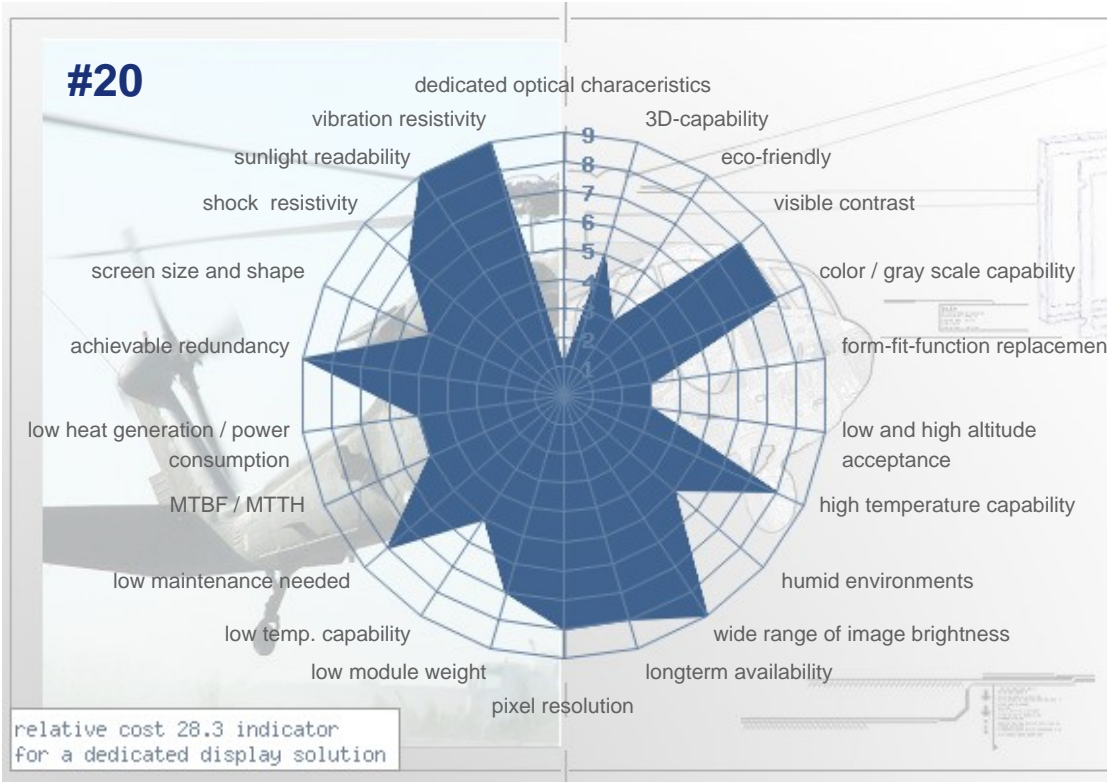 #20
dedicated optical characeristics
vibration resistivity
3D-capability
sunlight readability
eco-friendly
shock  resistivity
visible contrast
screen size and shape
color / gray scale capability
achievable redundancy
form-fit-function replacemen
low heat generation / power
consumption
low and high altitude
acceptance
MTBF / MTTH
high temperature capability
low maintenance needed
humid environments
low temp. capability
wide range of image brightness
low module weight
longterm availability
pixel resolution
9
8
7
6
5
4
3
2
1
relative cost 28.3 indicator
for a dedicated display solution